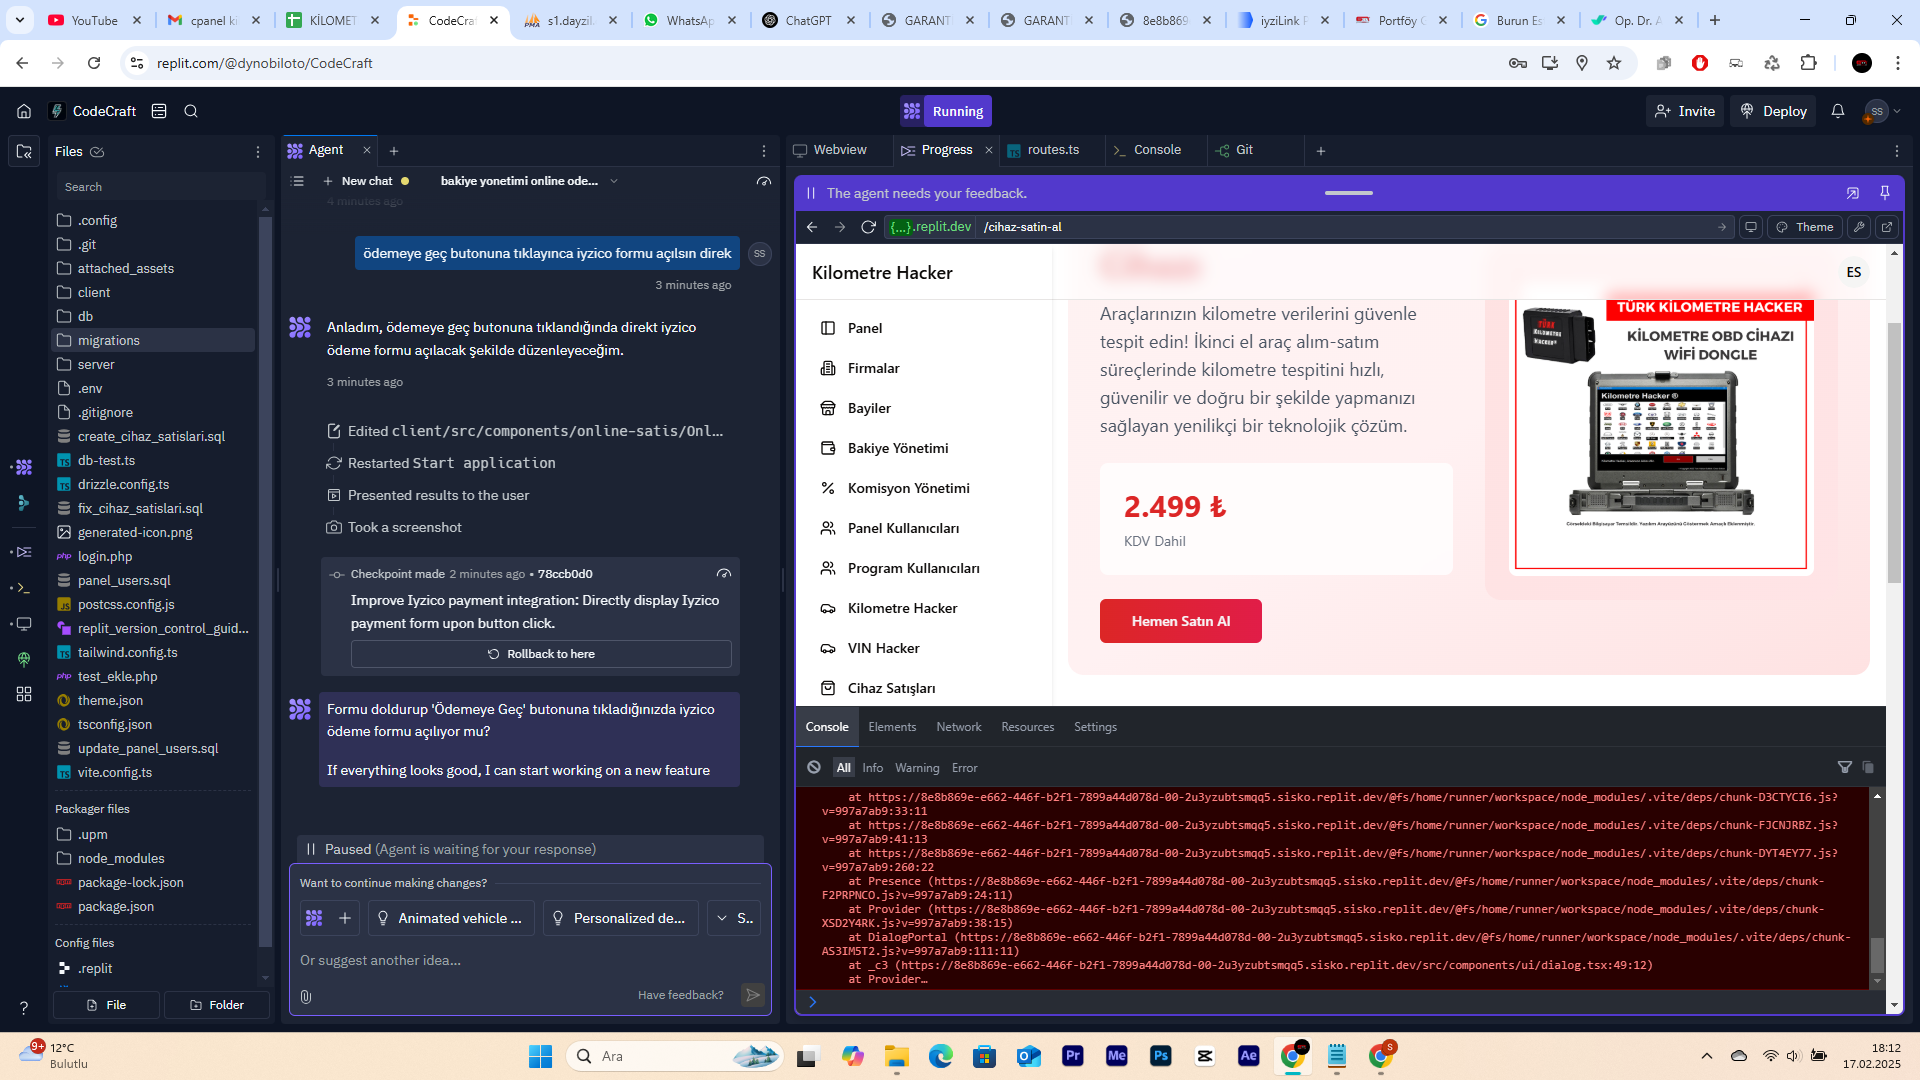 YouTube
cpanel ki
KİLOMET
CodeCra
s1.dayzil
WhatsAp
ChatGPT
GARANT
GARANT
8e8b869
iyziLink
Portföy
Burun Es
Op. Dr. A
replit.com/@dynobiloto/CodeCraft
CodeCraft
Running
Invite
Deploy
SS
Files
Search
.config
.git
attached_assets
client
db
migrations
server
.env
.gitignore
create_cihaz_satislari.sql
db-test.ts
drizzle.config.ts
fix_cihaz_satislari.sql
generated-icon.png
login.php
panel_users.sql
postcss.config.js
replit_version_control_guid...
tailwind.config.ts
test_ekle.php
theme.json
tsconfig.json
update_panel_users.sql
vite.config.ts
Packager files
.upm
node_modules
package-lock.json
package.json
Config files
.replit
File
Folder
Agent
New chat
bakiye yonetimi online ode...
4 minutes ago
ödemeye geç butonuna tıklayınca iyzico formu açılsın direk
SS
3 minutes ago
Anladım, ödemeye geç butonuna tıklandığında direkt iyzico
ödeme formu açılacak şekilde düzenleyeceğim.
3 minutes ago
Edited client/src/components/online-satis/Onl...
Restarted Start application
Presented results to the user
Took a screenshot
Checkpoint made 2 minutes ago • 78ccb0d0
Improve Iyzico payment integration: Directly display Iyzico
payment form upon button click.
Rollback to here
Formu doldurup 'Ödemeye Geç' butonuna tıkladığınızda iyzico
ödeme formu açılıyor mu?
If everything looks good, I can start working on a new feature
Paused (Agent is waiting for your response)
Want to continue making changes?
Animated vehicle ...
Personalized de...
S..
Or suggest another idea...
Have feedback?
Webview
Progress
routes.ts
Console
Git
The agent needs your feedback.
{...}.replit.dev
/cihaz-satin-al
Theme
Kilometre Hacker
Cihazı
ES
Panel
Firmalar
Bayiler
Bakiye Yönetimi
Komisyon Yönetimi
Panel Kullanıcıları
Program Kullanıcıları
Kilometre Hacker
VIN Hacker
Cihaz Satışları
Araçlarınızın kilometre verilerini güvenle
tespit edin! İkinci el araç alım-satım
süreçlerinde kilometre tespitini hızlı,
güvenilir ve doğru bir şekilde yapmanızı
sağlayan yenilikçi bir teknolojik çözüm.
2.499 ₺
KDV Dahil
Hemen Satın Al
TÜRK KİLOMETRE HACKER
KİLOMETRE OBD CİHAZI
WİFİ DONGLE
Kilometre Hacker ®
Görseldeki Bilgisayar Temsilidir. Yazılım Arayüzünü Göstermek Amaçlı Eklenmiştir.
Console
Elements
Network
Resources
Settings
All
Info
Warning
Error
at https://8e8b869e-e662-446f-b2f1-7899a44d078d-00-2u3yzubtsmqq5.sisko.replit.dev/@fs/home/runner/workspace/node_modules/.vite/deps/chunk-D3CTYCI6.js?
v=997a7ab9:33:11
at https://8e8b869e-e662-446f-b2f1-7899a44d078d-00-2u3yzubtsmqq5.sisko.replit.dev/@fs/home/runner/workspace/node_modules/.vite/deps/chunk-FJCNJRBZ.js?
v=997a7ab9:41:13
at https://8e8b869e-e662-446f-b2f1-7899a44d078d-00-2u3yzubtsmqq5.sisko.replit.dev/@fs/home/runner/workspace/node_modules/.vite/deps/chunk-DYT4EY77.js?
v=997a7ab9:260:22
at Presence (https://8e8b869e-e662-446f-b2f1-7899a44d078d-00-2u3yzubtsmqq5.sisko.replit.dev/@fs/home/runner/workspace/node_modules/.vite/deps/chunk-
F2PRPNCO.js?v=997a7ab9:24:11)
at Provider (https://8e8b869e-e662-446f-b2f1-7899a44d078d-00-2u3yzubtsmqq5.sisko.replit.dev/@fs/home/runner/workspace/node_modules/.vite/deps/chunk-
XSD2Y4RK.js?v=997a7ab9:38:15)
at DialogPortal (https://8e8b869e-e662-446f-b2f1-7899a44d078d-00-2u3yzubtsmqq5.sisko.replit.dev/@fs/home/runner/workspace/node_modules/.vite/deps/chunk-
AS3IM5T2.js?v=997a7ab9:111:11)
at _c3 (https://8e8b869e-e662-446f-b2f1-7899a44d078d-00-2u3yzubtsmqq5.sisko.replit.dev/src/components/ui/dialog.tsx:49:12)
at Provider…
9+
12°C
Bulutlu
Ara
18:12
17.02.2025